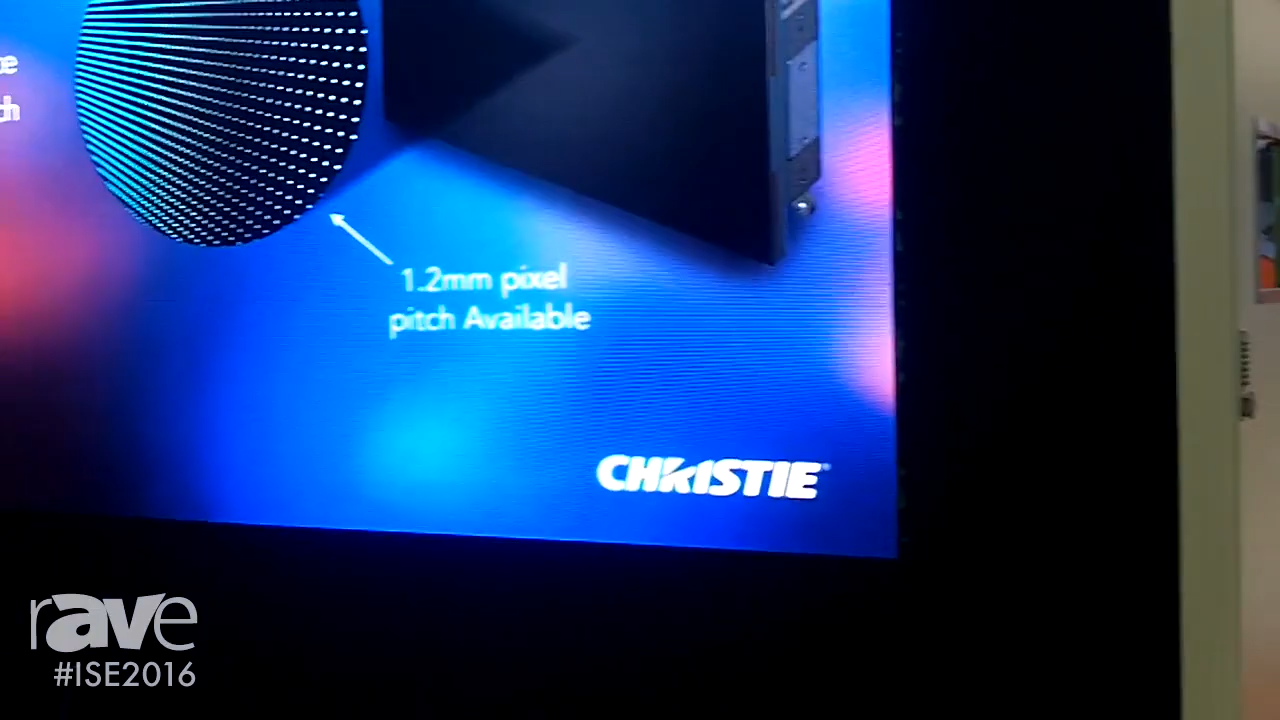 1.2mm pixel
pitch Available
CHRISTIE
rave
#ISE2016